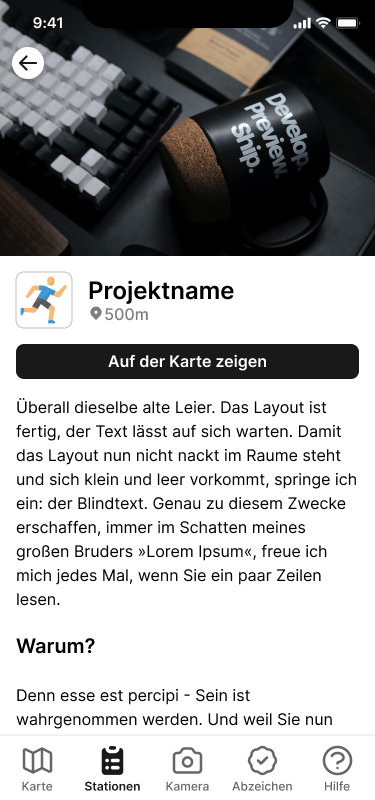 9:41
Develop.
Preview.
Ship.
Projektname
500m
Auf der Karte zeigen
Überall dieselbe alte Leier. Das Layout ist
fertig, der Text lässt auf sich warten. Damit
das Layout nun nicht nackt im Raume steht
und sich klein und leer vorkommt, springe ich
ein: der Blindtext. Genau zu diesem Zwecke
erschaffen, immer im Schatten meines
großen Bruders »Lorem Ipsum«, freue ich
mich jedes Mal, wenn Sie ein paar Zeilen
lesen.
Warum?
Denn esse est percipi - Sein ist
wahrgenommen werden. Und weil Sie nun
Karte
Stationen
Kamera
Abzeichen
Hilfe